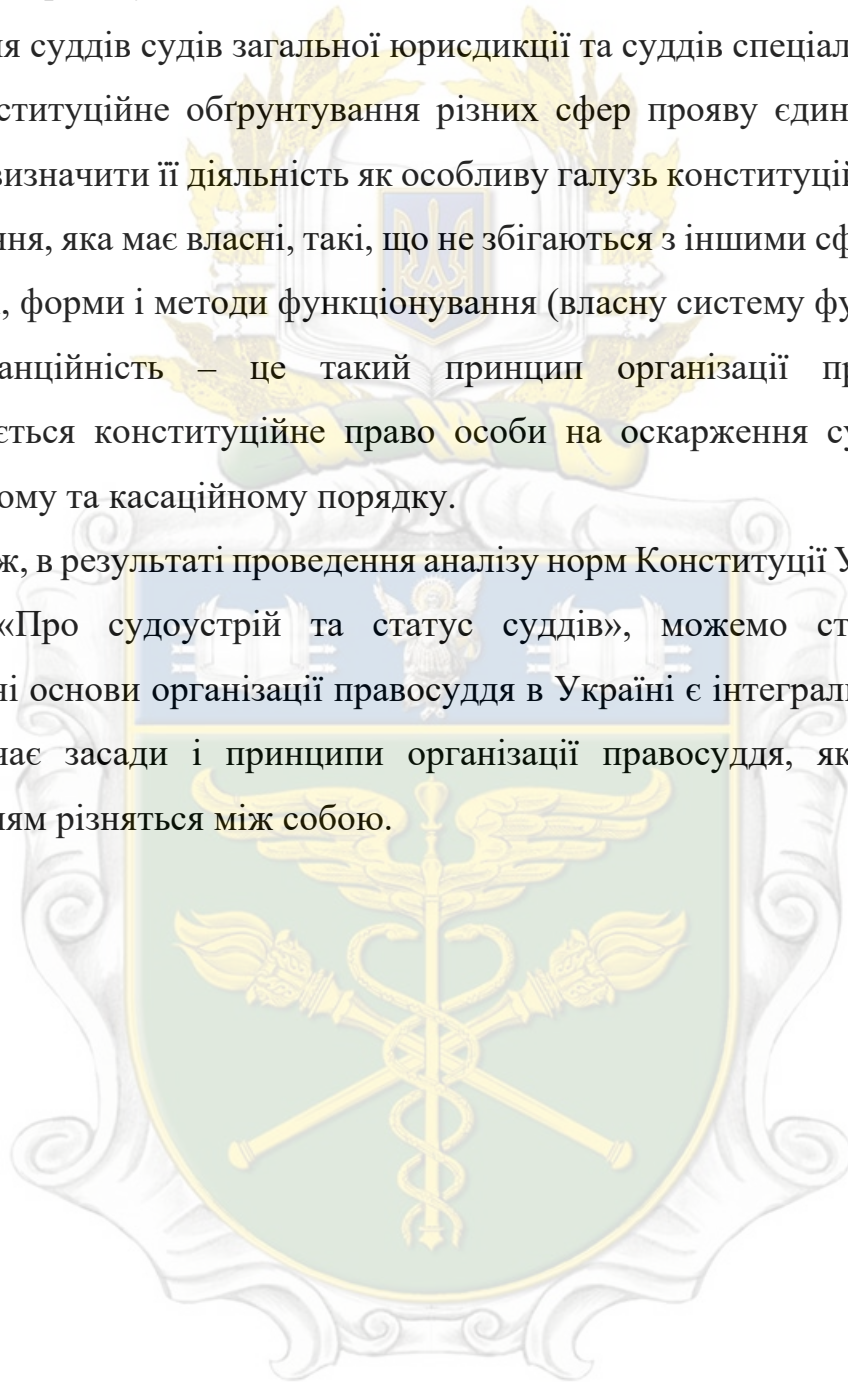 я суддів судів загальної юрисдикції та суддів спеціал
ституційне обґрунтування різних сфер прояву єдин
визначити її діяльність як особливу галузь конституцій
ння, яка має власні, такі, що не збігаються з іншими сф
, форми і методи функціонування (власну систему фу
анційність – це такий принцип організації пр
ється конституційне право особи на оскарження су
ому та касаційному порядку.
ж, в результаті проведення аналізу норм Конституції У
«Про судоустрій та статус суддів», можемо ст
ні основи організації правосуддя в Україні є інтеграль
нає засади і принципи організації правосуддя, як
ням різняться між собою.